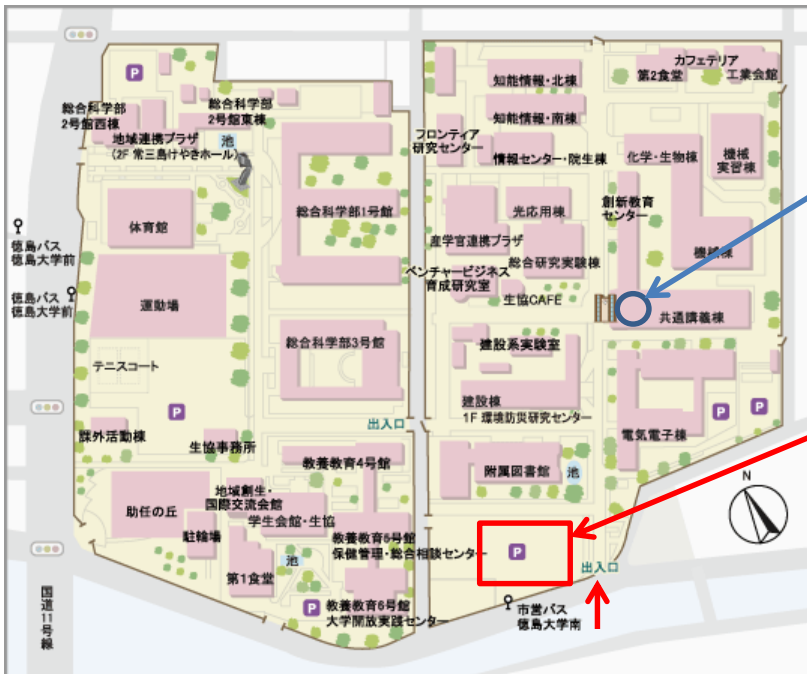 P
総合科学部
2号館西棟
総合科学部
2号館東棟
地域連携プラザ
(2F 常三島けやきホール)
池
体育館
総合科学部1号館
徳島バス
徳島大学前
徳島バス
徳島大学前
運動場
総合科学部3号館
テニスコート
P
課外活動棟
生協事務所
出入口
教養教育4号館
助任の丘
地域創生・
国際交流会館
学生会館・生協
駐輪場
教養教育5号館
保健管理・総合相談センター
池
第1食堂
P
教養教育6号館
大学開放実践センター
国道11号線
知能情報・北棟
カフェテリア
第2食堂
工業会館
知能情報・南棟
フロンティア
研究センター
情報センター・院生棟
化学・生物棟
機械
実習棟
創新教育
センター
光応用棟
産学官連携プラザ
総合研究実験棟
機械棟
ベンチャービジネス
育成研究室
生協CAFE
共通講義棟
建設系実験室
建設棟
1F 環境防災研究センター
電気電子棟
P
P
附属図書館
池
N
P
出入口
市営バス
徳島大学南